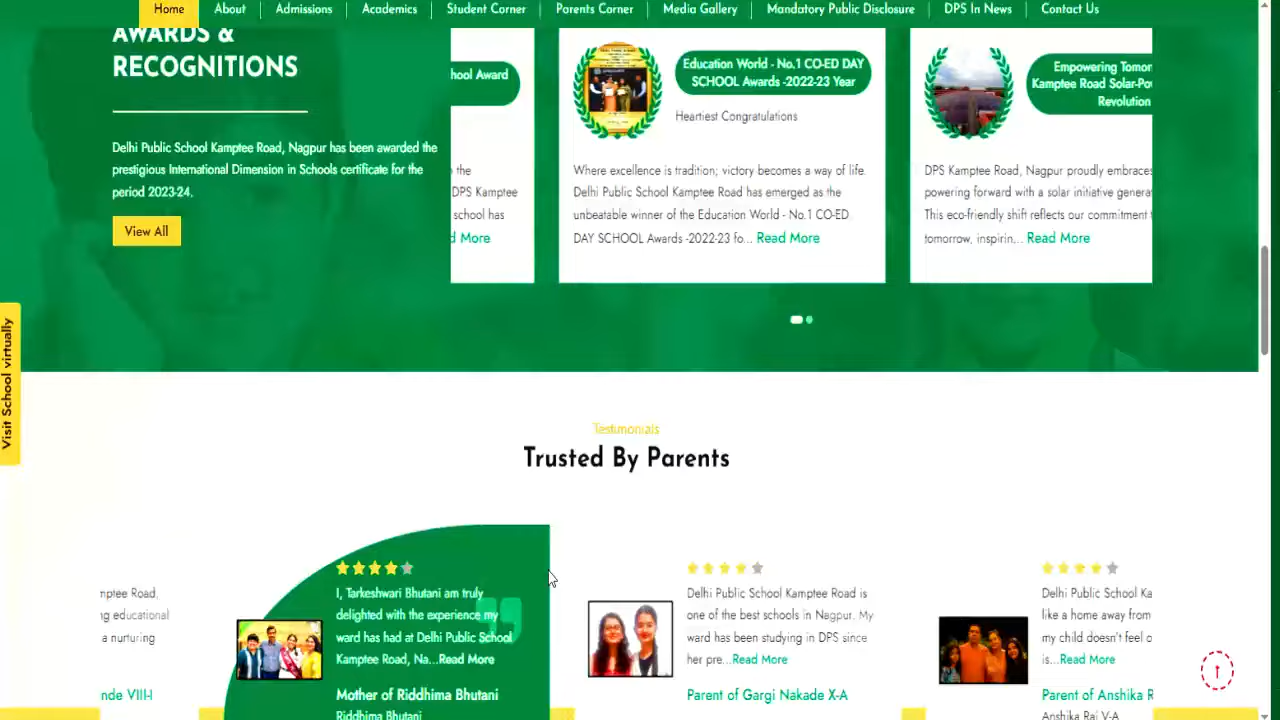 Home
About
Admissions
Academics
Student Corner
Parents Corner
Media Gallery
Mandatory Public Disclosure
DPS In News
Contact Us
AWARDS &
RECOGNITIONS
Delhi Public School Kamptee Road, Nagpur has been awarded the
prestigious International Dimension in Schools certificate for the
period 2023-24.
View All
hool Award
the
DPS Kamptee
school has
d More
Education World - No.1 CO-ED DAY
SCHOOL Awards -2022-23 Year
Heartiest Congratulations
Where excellence is tradition; victory becomes a way of life.
Delhi Public School Kamptee Road has emerged as the
unbeatable winner of the Education World - No.1 CO-ED
DAY SCHOOL Awards -2022-23 fo... Read More
Empowering Tomor
Kamptee Road Solar-Po
Revolution
DPS Kamptee Road, Nagpur proudly embraces
powering forward with a solar initiative genera
This eco-friendly shift reflects our commitment
tomorrow, inspirin... Read More
Visit School virtually
Testimonials
Trusted By Parents
mptee Road,
ng educational
a nurturing
nde VIII-I
I, Tarkeshwari Bhutani am truly
delighted with the experience my
ward has had at Delhi Public School
Kamptee Road, Na...Read More
Mother of Riddhima Bhutani
Riddhima Bhutani
Delhi Public School Kamptee Road is
one of the best schools in Nagpur. My
ward has been studying in DPS since
her pre...Read More
Parent of Gargi Nakade X-A
Delhi Public School Ka
like a home away from
my child doesn't feel o
is...Read More
Parent of Anshika R
Anshika Rai V-A